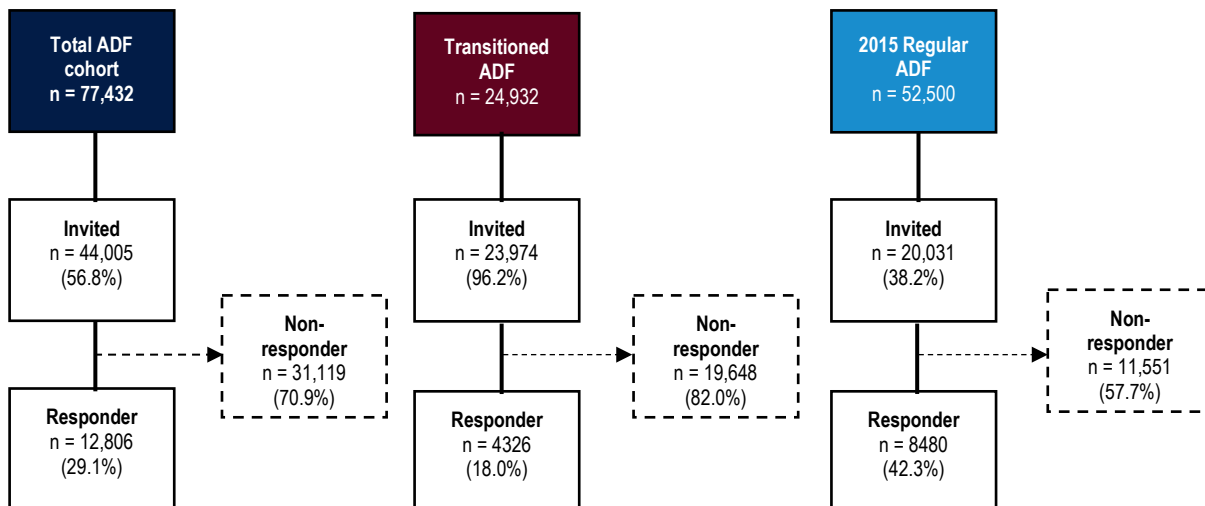 Total ADF
cohort
n = 77,432
Invited
n = 44,005
(56.8%)
Non-
responder
n = 31,119
(70.9%)
Responder
n = 12,806
(29.1%)
Transitioned
ADF
n = 24,932
Invited
n = 23,974
(96.2%)
Non-
responder
n = 19,648
(82.0%)
Responder
n = 4326
(18.0%)
2015 Regular
ADF
n = 52,500
Invited
n = 20,031
(38.2%)
Non-
responder
n = 11,551
(57.7%)
Responder
n = 8480
(42.3%)